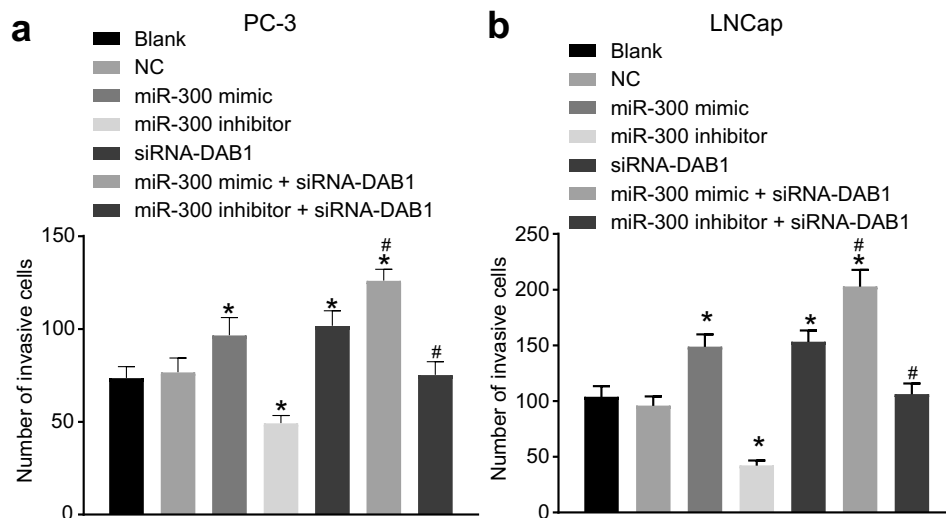 a
PC-3
Blank
NC
miR-300 mimic
miR-300 inhibitor
siRNA-DAB1
miR-300 mimic + siRNA-DAB1
miR-300 inhibitor + siRNA-DAB1
Number of invasive cells
150
100
50
0
*
*
*
#
*
#
b
LNCap
Blank
NC
miR-300 mimic
miR-300 inhibitor
siRNA-DAB1
miR-300 mimic + siRNA-DAB1
miR-300 inhibitor + siRNA-DAB1
Number of invasive cells
250
200
150
100
50
0
*
*
*
#
*
#